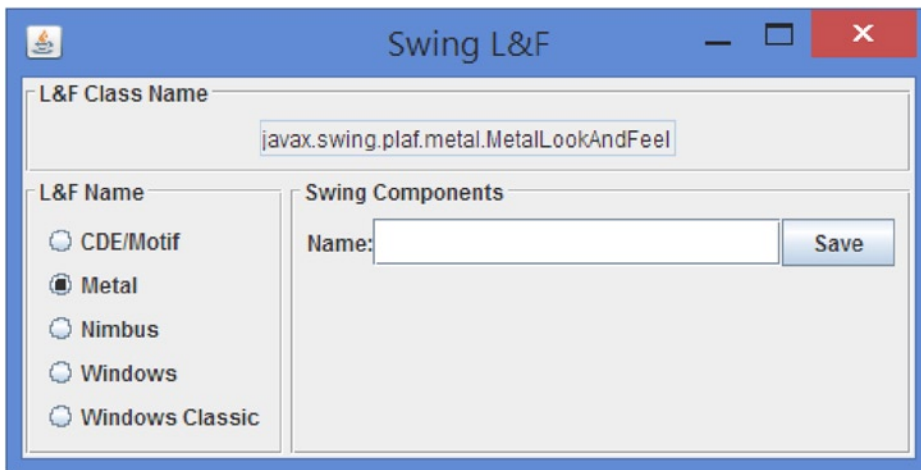 Swing L&F
L&F Class Name
javax.swing.plaf.metal.MetalLookAndFeel
L&F Name
CDE/Motif
Metal
Nimbus
Windows
Windows Classic
Swing Components
Name:
Save